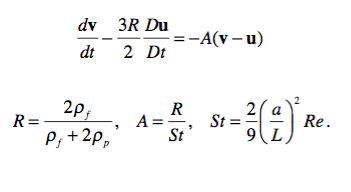 dv/dt − 3R/2 Du/Dt = −A(v − u)
R = 2ρ_f / (ρ_f + 2ρ_p), A = R/St, St = 2/9 (a/L)² Re.